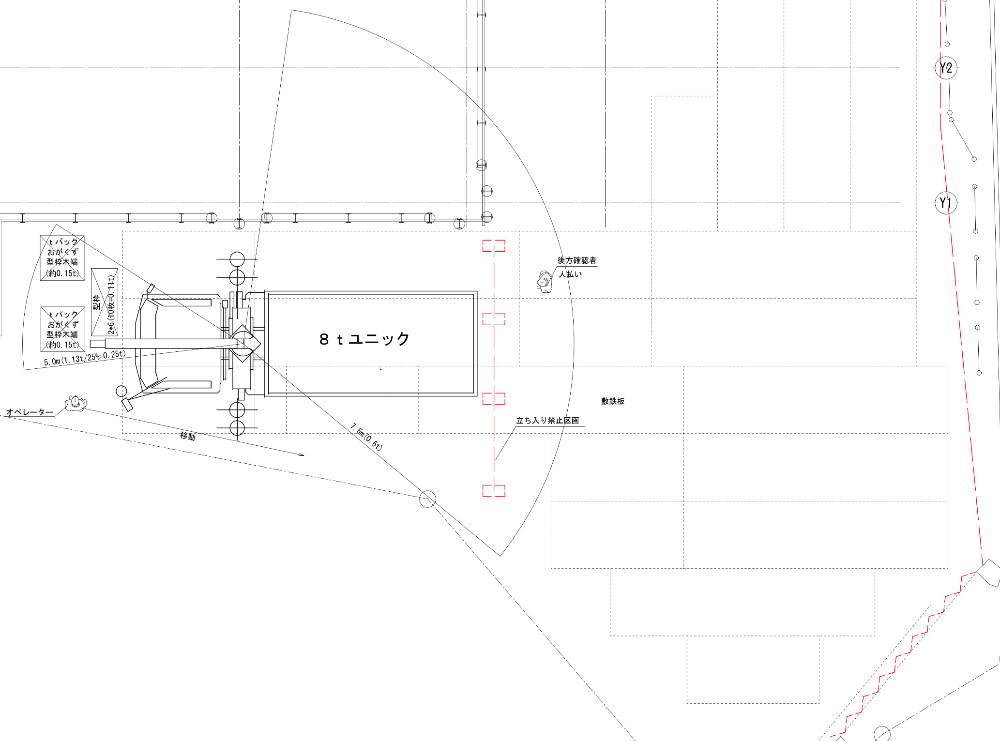 Y2
Y1
tパック
おがくず
型枠木端
(約0.15t)
型枠
2*6(10枚=0.11t)
tパック
おがくず
型枠木端
(約0.15t)
5.0m(1.13t/25%=0.25t)
8tユニック
後方確認者
人払い
オペレーター
移動
7.5m(0.6t)
立ち入り禁止区画
敷鉄板